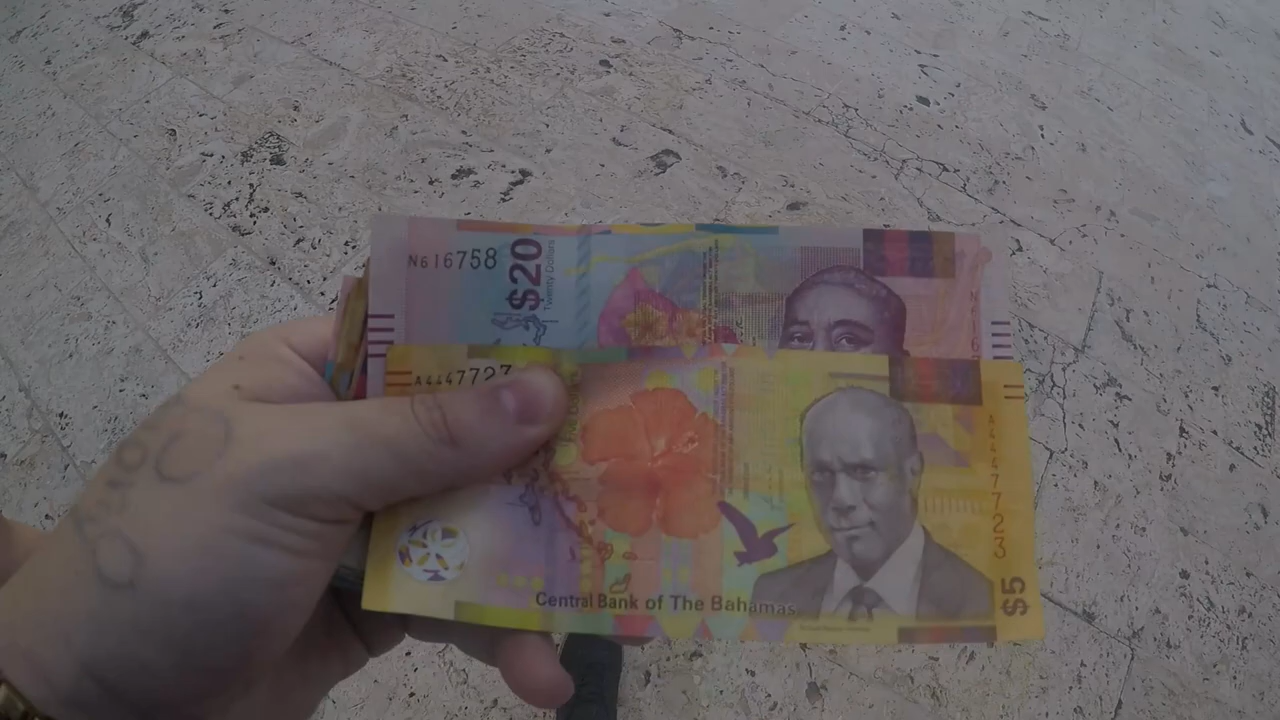 N616758
$20
Twenty Dollars
A4447723
A4447723
Central Bank of The Bahamas
$5